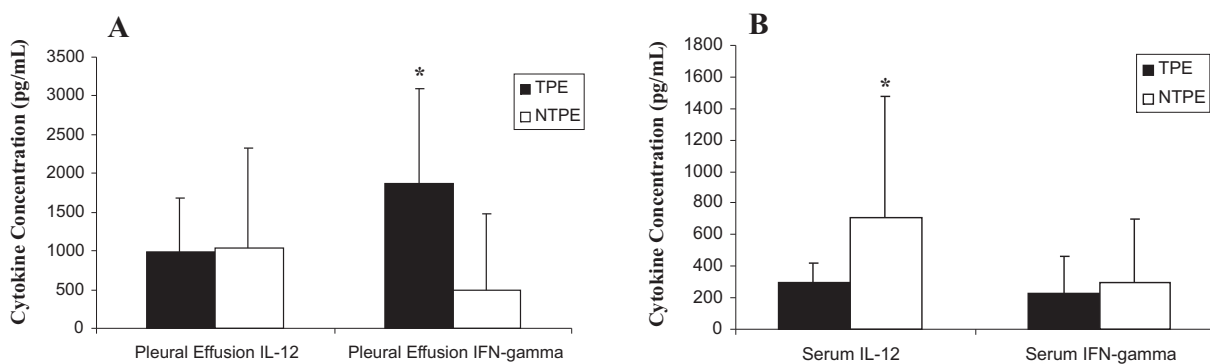 A
Cytokine Concentration (pg/mL)
3500
3000
2500
2000
1500
1000
500
0
*
TPE
NTPE
Pleural Effusion IL-12
Pleural Effusion IFN-gamma
B
Cytokine Concentration (pg/mL)
1800
1600
1400
1200
1000
800
600
400
200
0
*
TPE
NTPE
Serum IL-12
Serum IFN-gamma